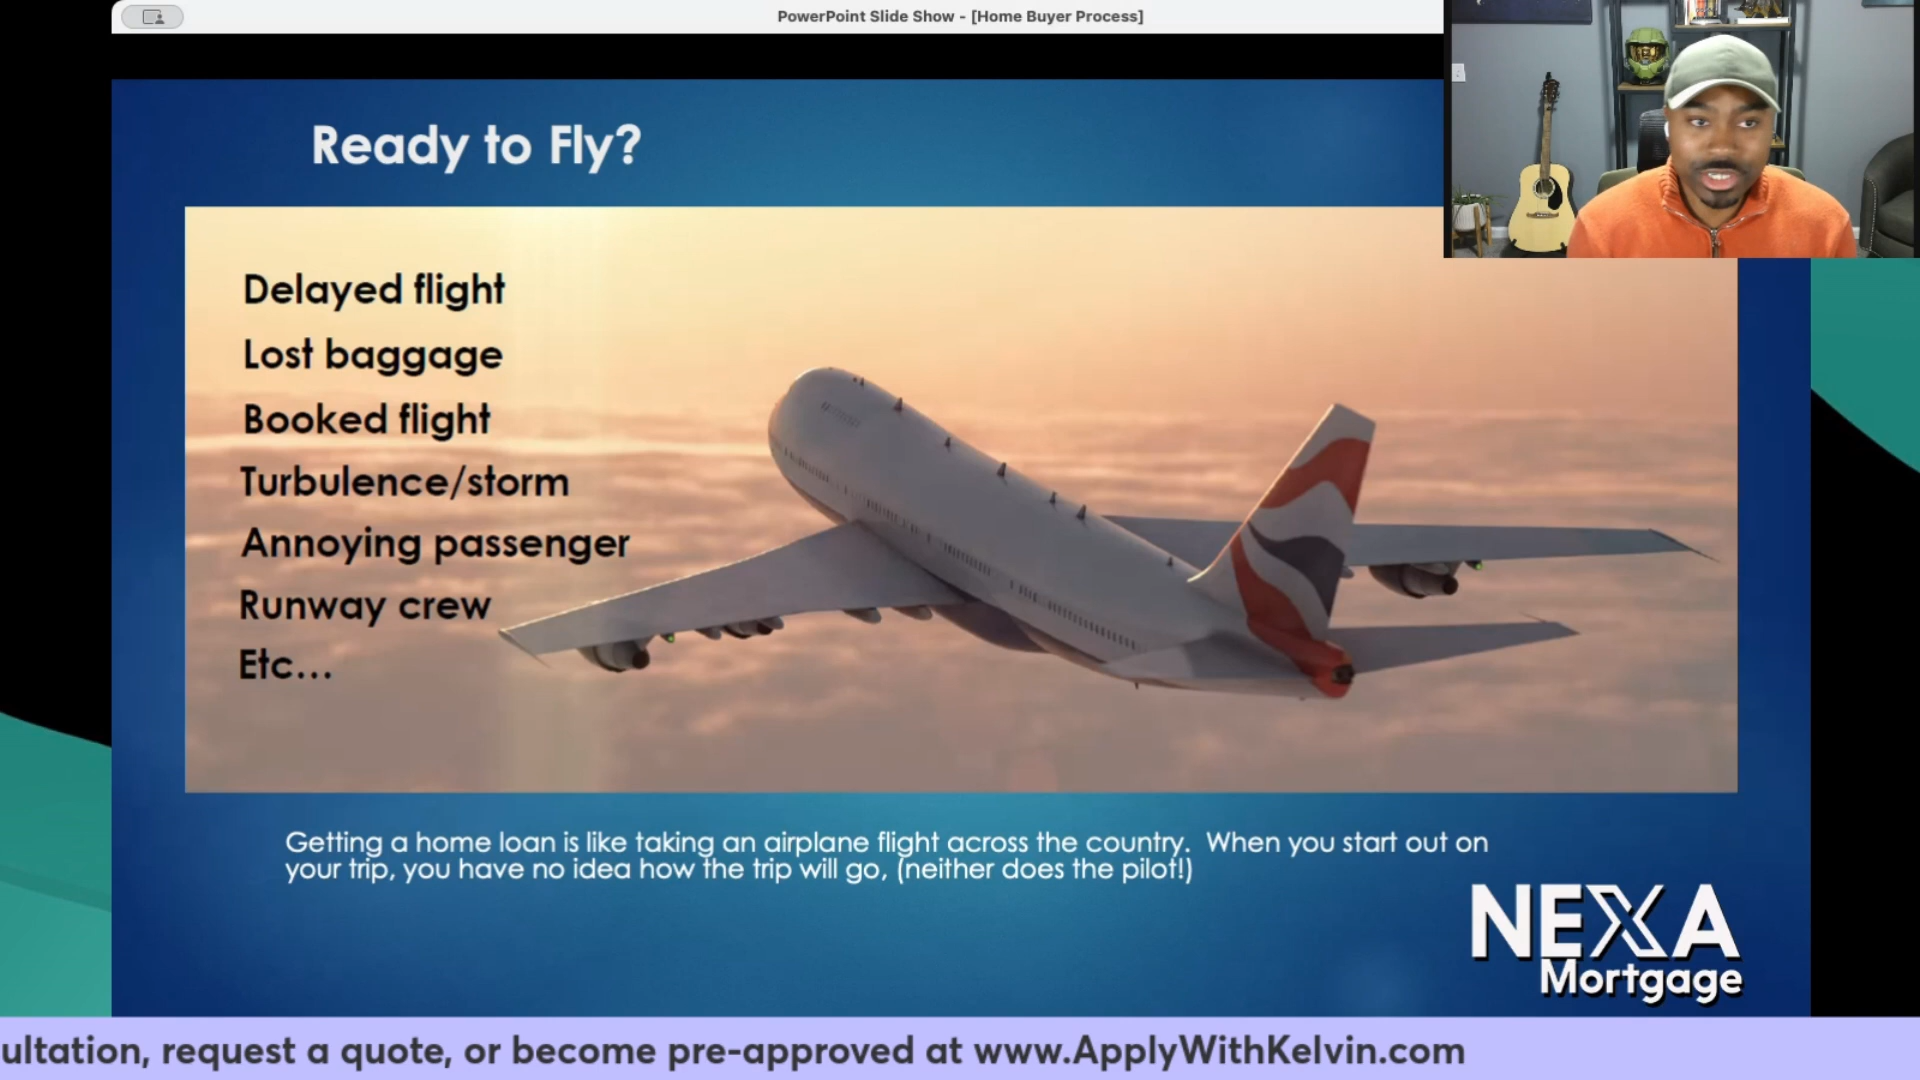 PowerPoint Slide Show - [Home Buyer Process]
Ready to Fly?
Delayed flight
Lost baggage
Booked flight
Turbulence/storm
Annoying passenger
Runway crew
Etc...
Getting a home loan is like taking an airplane flight across the country.  When you start out on
your trip, you have no idea how the trip will go, (neither does the pilot!)
NEXA
Mortgage
ultation, request a quote, or become pre-approved at www.ApplyWithKelvin.com